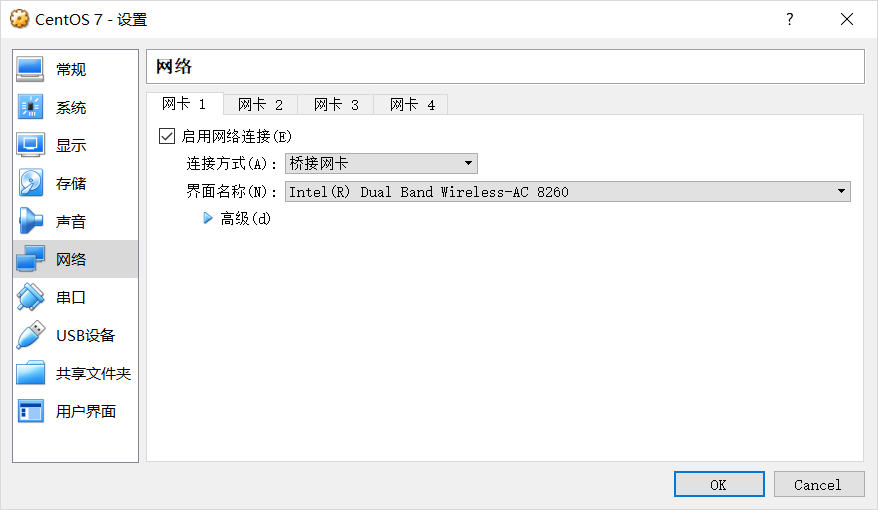 CentOS 7 - 设置
?
常规
系统
显示
存储
声音
网络
串口
USB设备
共享文件夹
用户界面
网络
网卡 1 网卡 2 网卡 3 网卡 4
启用网络连接(E)
连接方式(A): 桥接网卡
界面名称(N): Intel(R) Dual Band Wireless-AC 8260
高级(d)
OK Cancel